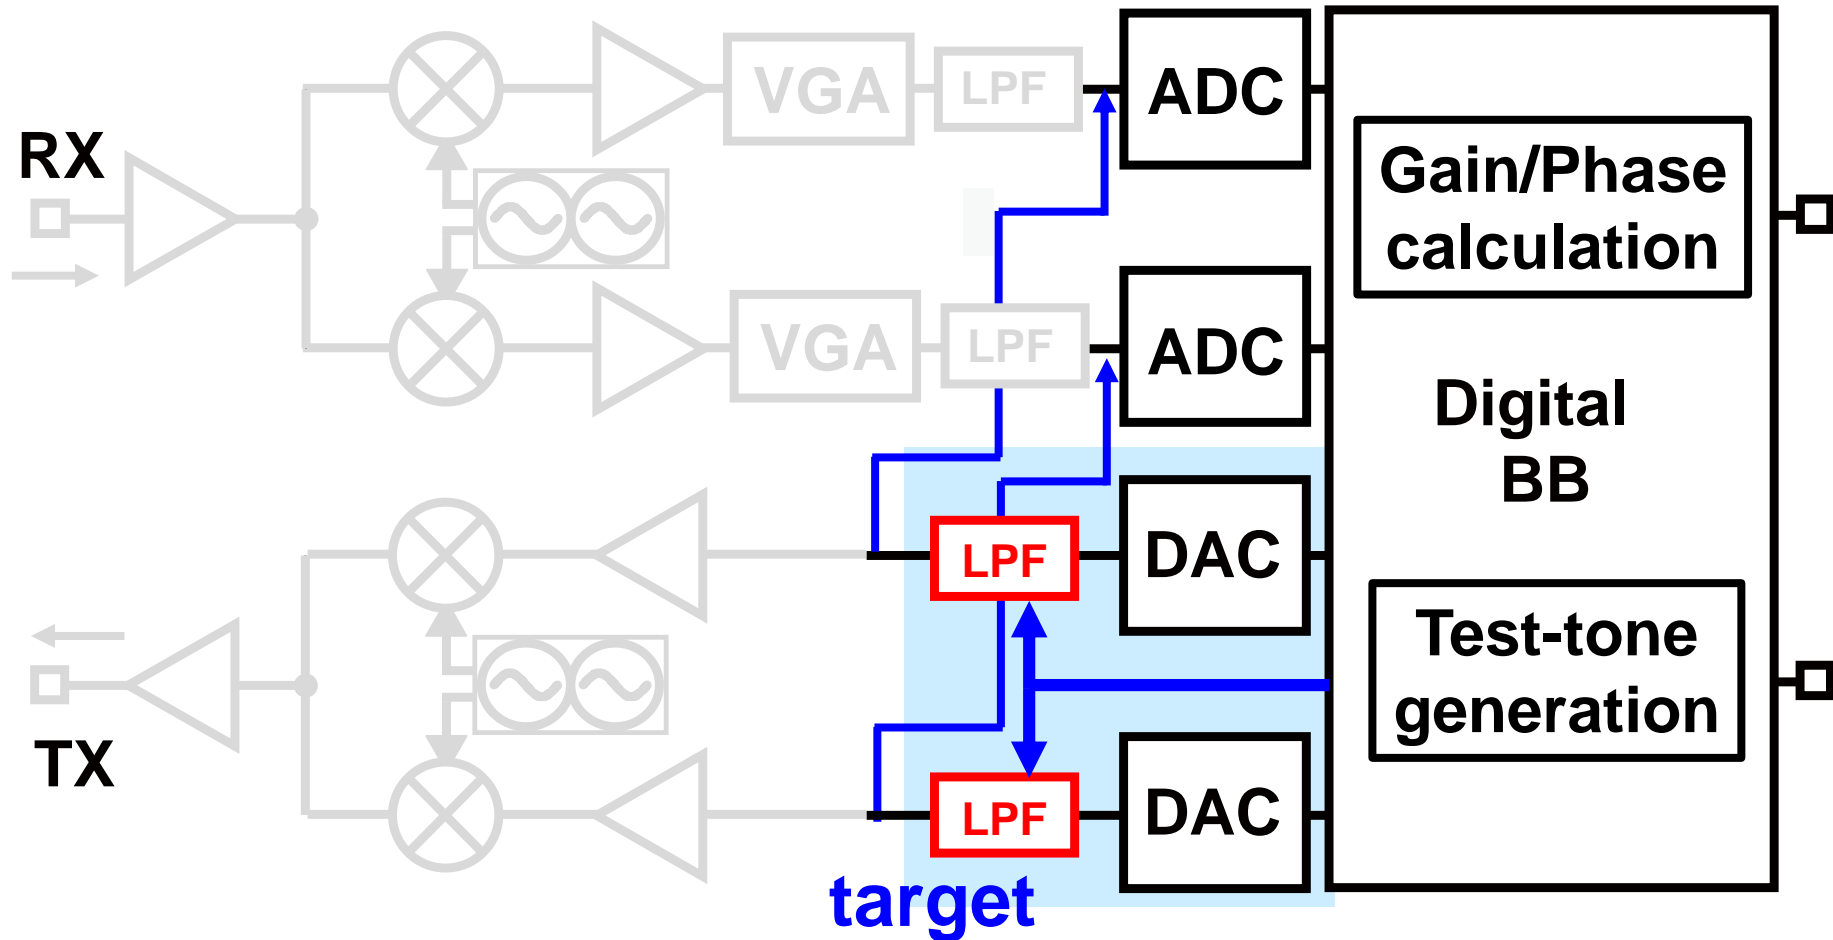 RX
VGA
LPF
ADC
Gain/Phase
calculation
VGA
LPF
ADC
Digital
BB
LPF
DAC
Test-tone
generation
TX
LPF
DAC
target